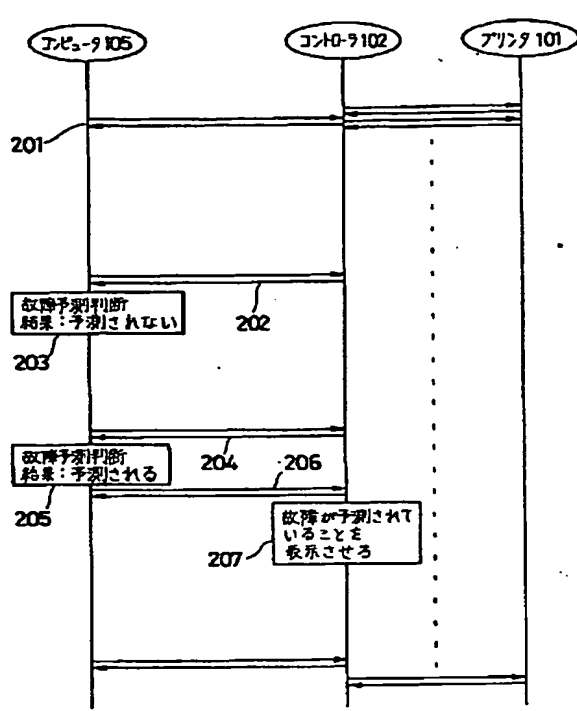 コンピュータ105
コントローラ102
プリンタ101
201
故障予測判断
結果：予測されない
202
203
故障予測判断
結果：予測される
204
206
205
故障が予測されて
いることを
表示させる
207